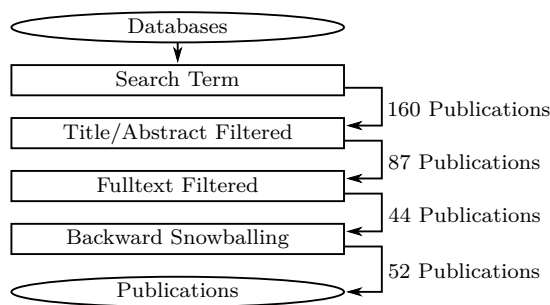 Databases
Search Term
160 Publications
Title/Abstract Filtered
87 Publications
Fulltext Filtered
44 Publications
Backward Snowballing
52 Publications
Publications